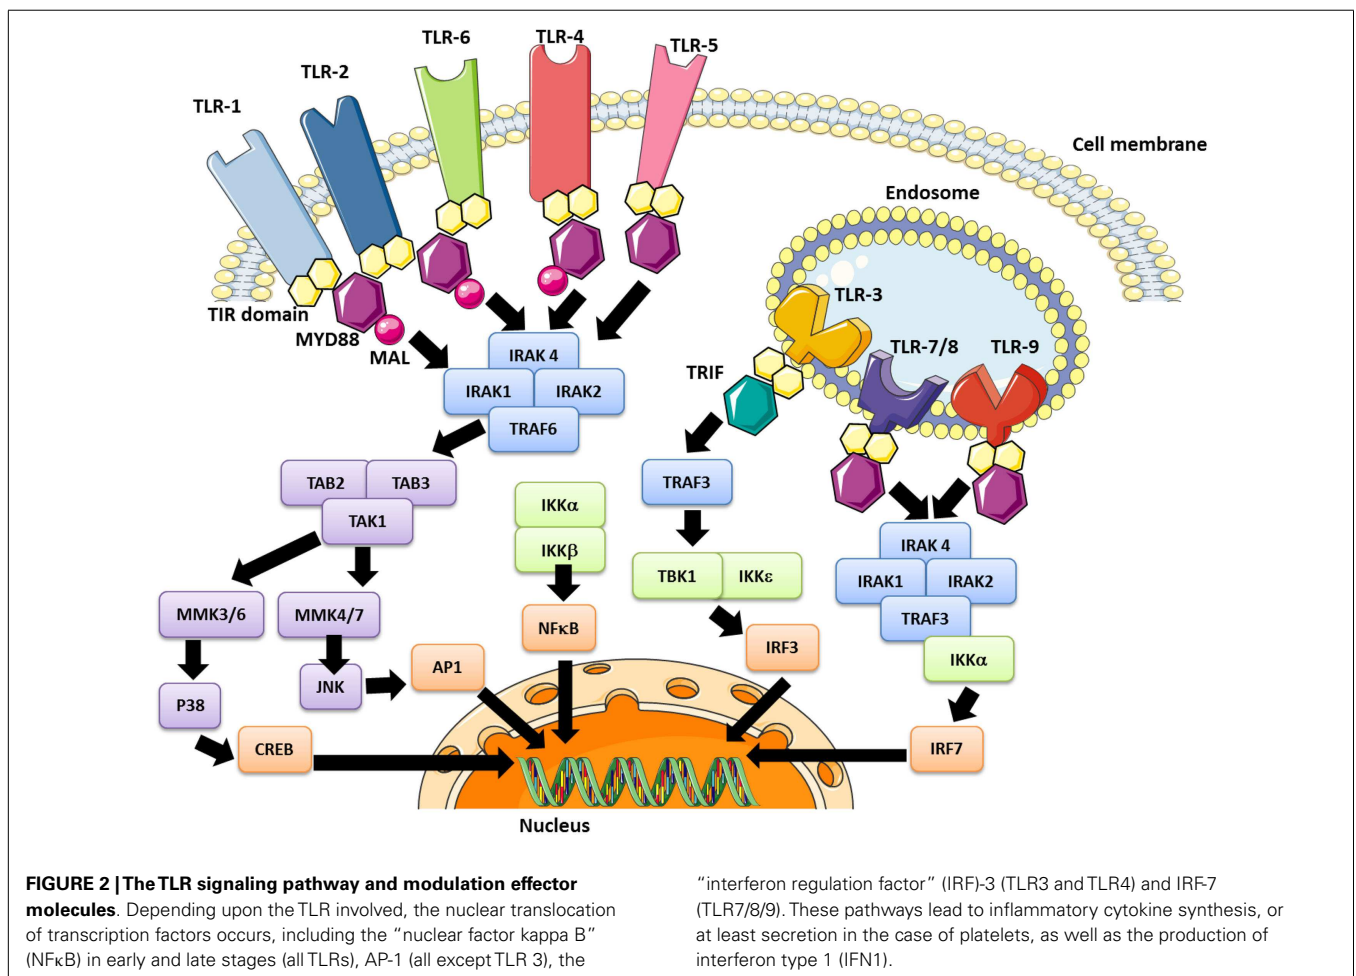 TLR-6
TLR-4
TLR-5
TLR-2
TLR-1
Cell membrane
Endosome
TIR domain
MYD88
MAL
TLR-3
TLR-7/8
TLR-9
TRIF
IRAK 4
IRAK1
IRAK2
TRAF6
TAB2
TAB3
TAK1
IKKα
IKKβ
TRAF3
TBK1
IKKε
IRAK 4
IRAK1
IRAK2
TRAF3
IKKα
MMK3/6
MMK4/7
NFκB
IRF3
P38
JNK
AP1
CREB
IRF7
Nucleus
FIGURE 2 | The TLR signaling pathway and modulation effector
molecules. Depending upon the TLR involved, the nuclear translocation
of transcription factors occurs, including the “nuclear factor kappa B”
(NFκB) in early and late stages (all TLRs), AP-1 (all except TLR 3), the
“interferon regulation factor” (IRF)-3 (TLR3 and TLR4) and IRF-7
(TLR7/8/9). These pathways lead to inflammatory cytokine synthesis, or
at least secretion in the case of platelets, as well as the production of
interferon type 1 (IFN1).